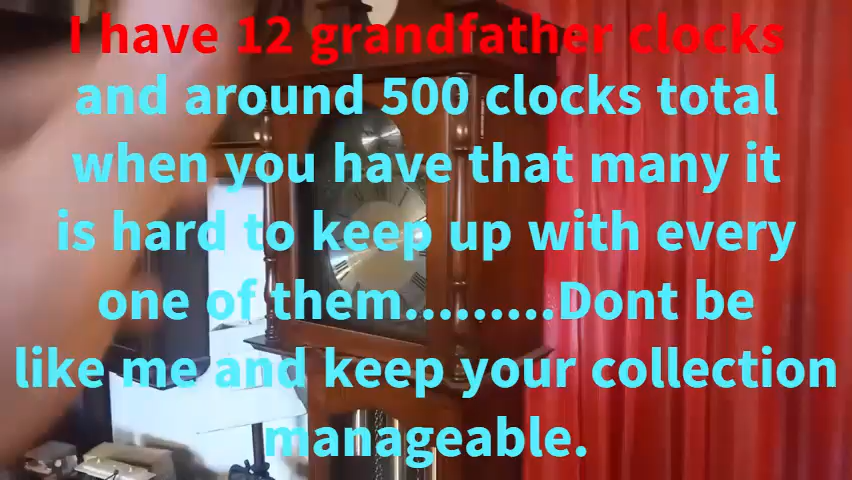 I have 12 grandfather clocks
and around 500 clocks total
when you have that many it
is hard to keep up with every
one of them.........Dont be
like me and keep your collection
manageable.